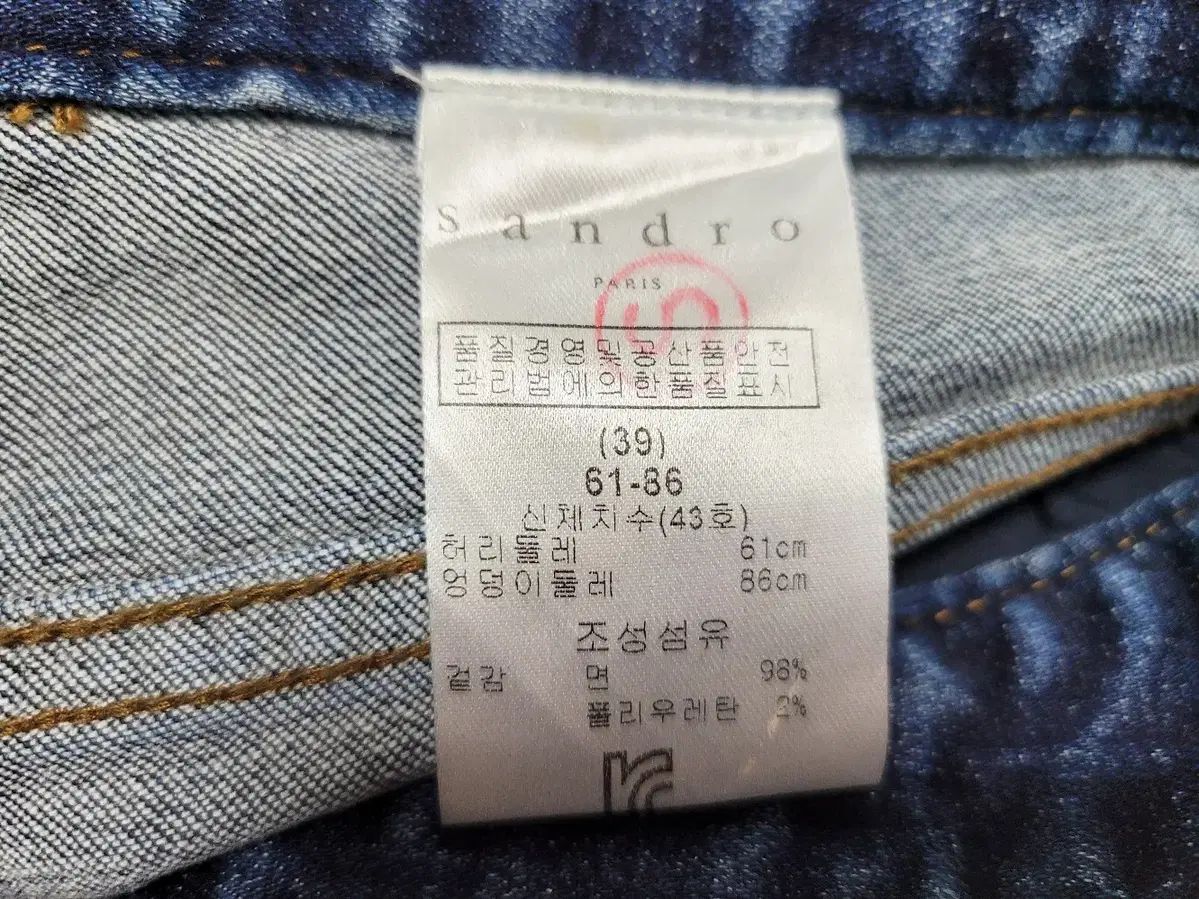 sandro
PARIS
품질경영및공산품안전
관리법에의한품질표시
(39)
61-86
신체치수(43호)
허리둘레 61cm
엉덩이둘레 86cm
조성섬유
겉감 면 98%
폴리우레탄 2%